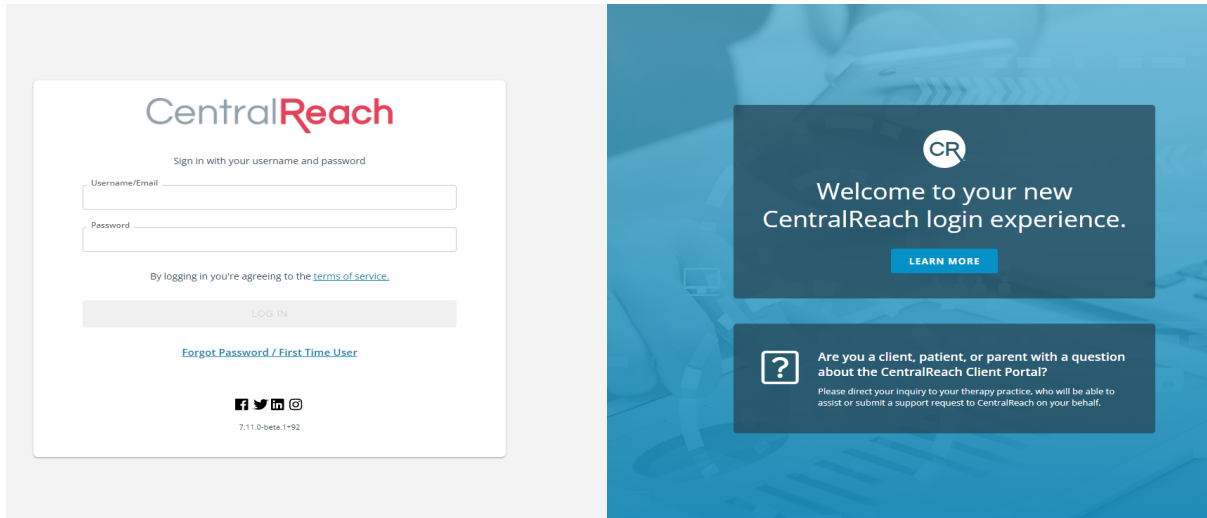 CentralReach
Sign in with your username and password
Username/Email
Password
By logging in you're agreeing to the terms of service.
LOG IN
Forgot Password / First Time User
7.11.0-beta.1+92
CR
Welcome to your new
CentralReach login experience.
LEARN MORE
Are you a client, patient, or parent with a question
about the CentralReach Client Portal?
Please direct your inquiry to your therapy practice, who will be able to
assist or submit a support request to CentralReach on your behalf.